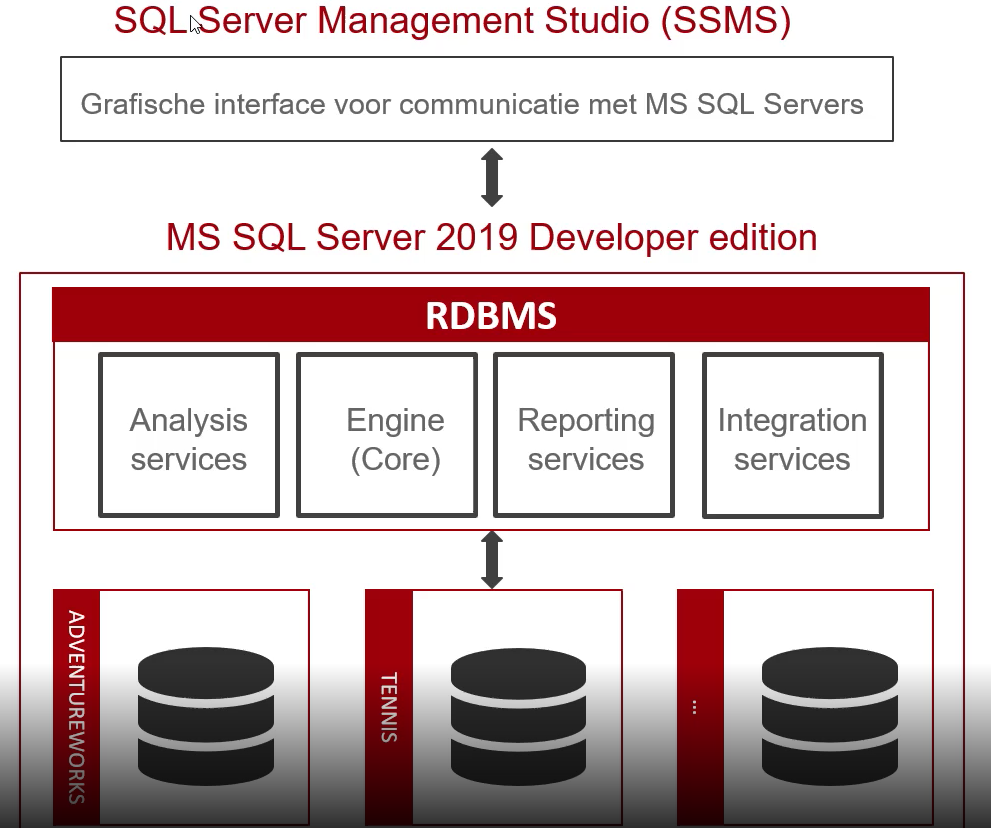 SQL Server Management Studio (SSMS)
Grafische interface voor communicatie met MS SQL Servers
MS SQL Server 2019 Developer edition
RDBMS
Analysis
services
Engine
(Core)
Reporting
services
Integration
services
ADVENTUREWORKS
TENNIS
...